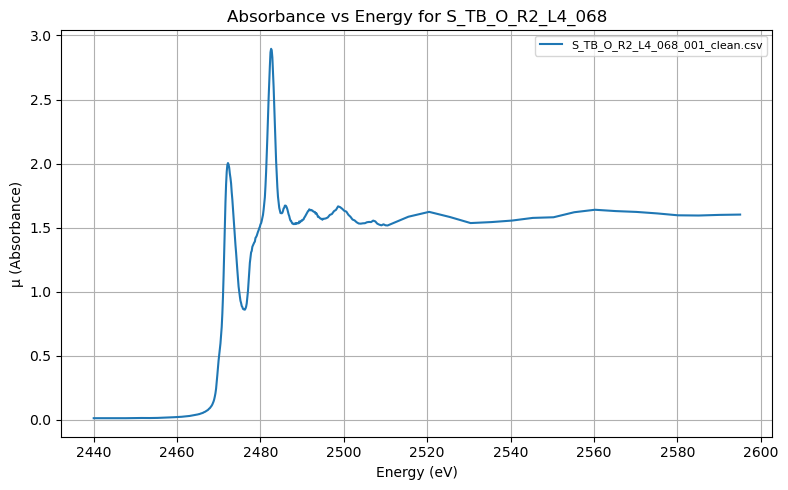 Absorbance vs Energy for S_TB_O_R2_L4_068
S_TB_O_R2_L4_068_001_clean.csv
μ (Absorbance)
3.0
2.5
2.0
1.5
1.0
0.5
0.0
2440 2460 2480 2500 2520 2540 2560 2580 2600
Energy (eV)